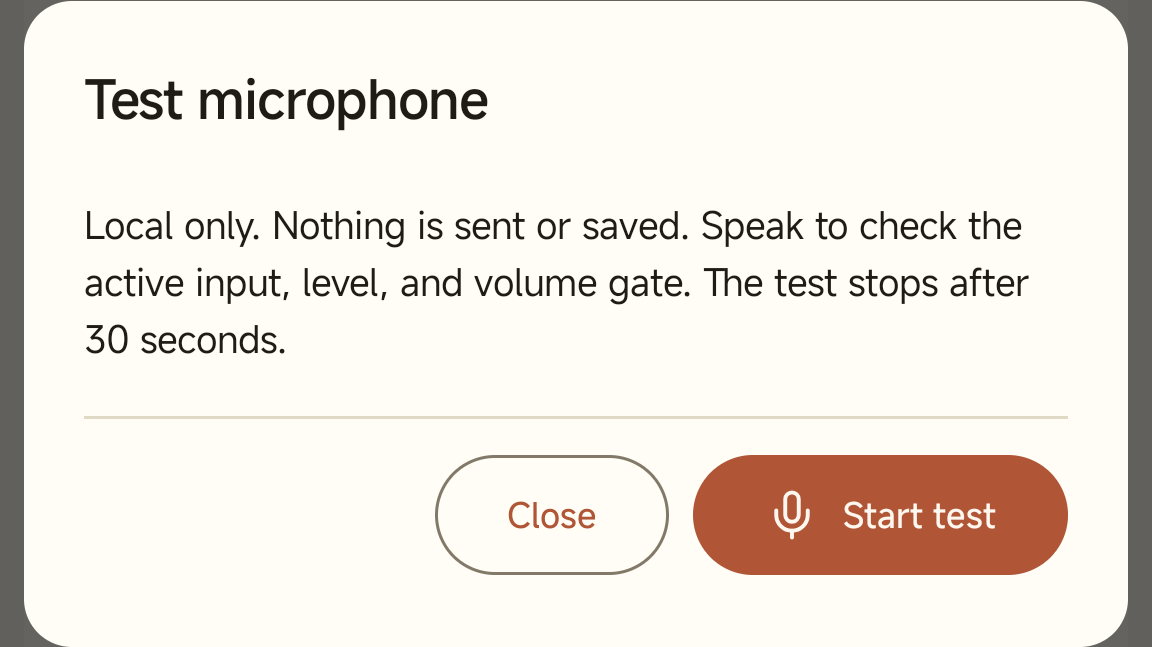 Test microphone
Local only. Nothing is sent or saved. Speak to check the
active input, level, and volume gate. The test stops after
30 seconds.
Close
Start test